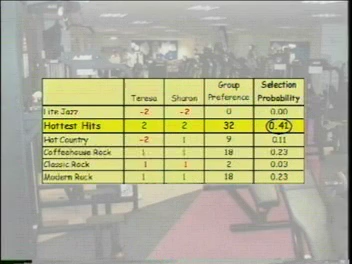 Group Selection
Teresa Sharon Preference Probability
Lite Jazz -2 -2 0 0.00
Hottest Hits 2 2 32 0.41
Hot Country -2 1 9 0.11
Coffeehouse Rock 1 1 18 0.23
Classic Rock 1 1 2 0.03
Modern Rock 1 1 18 0.23